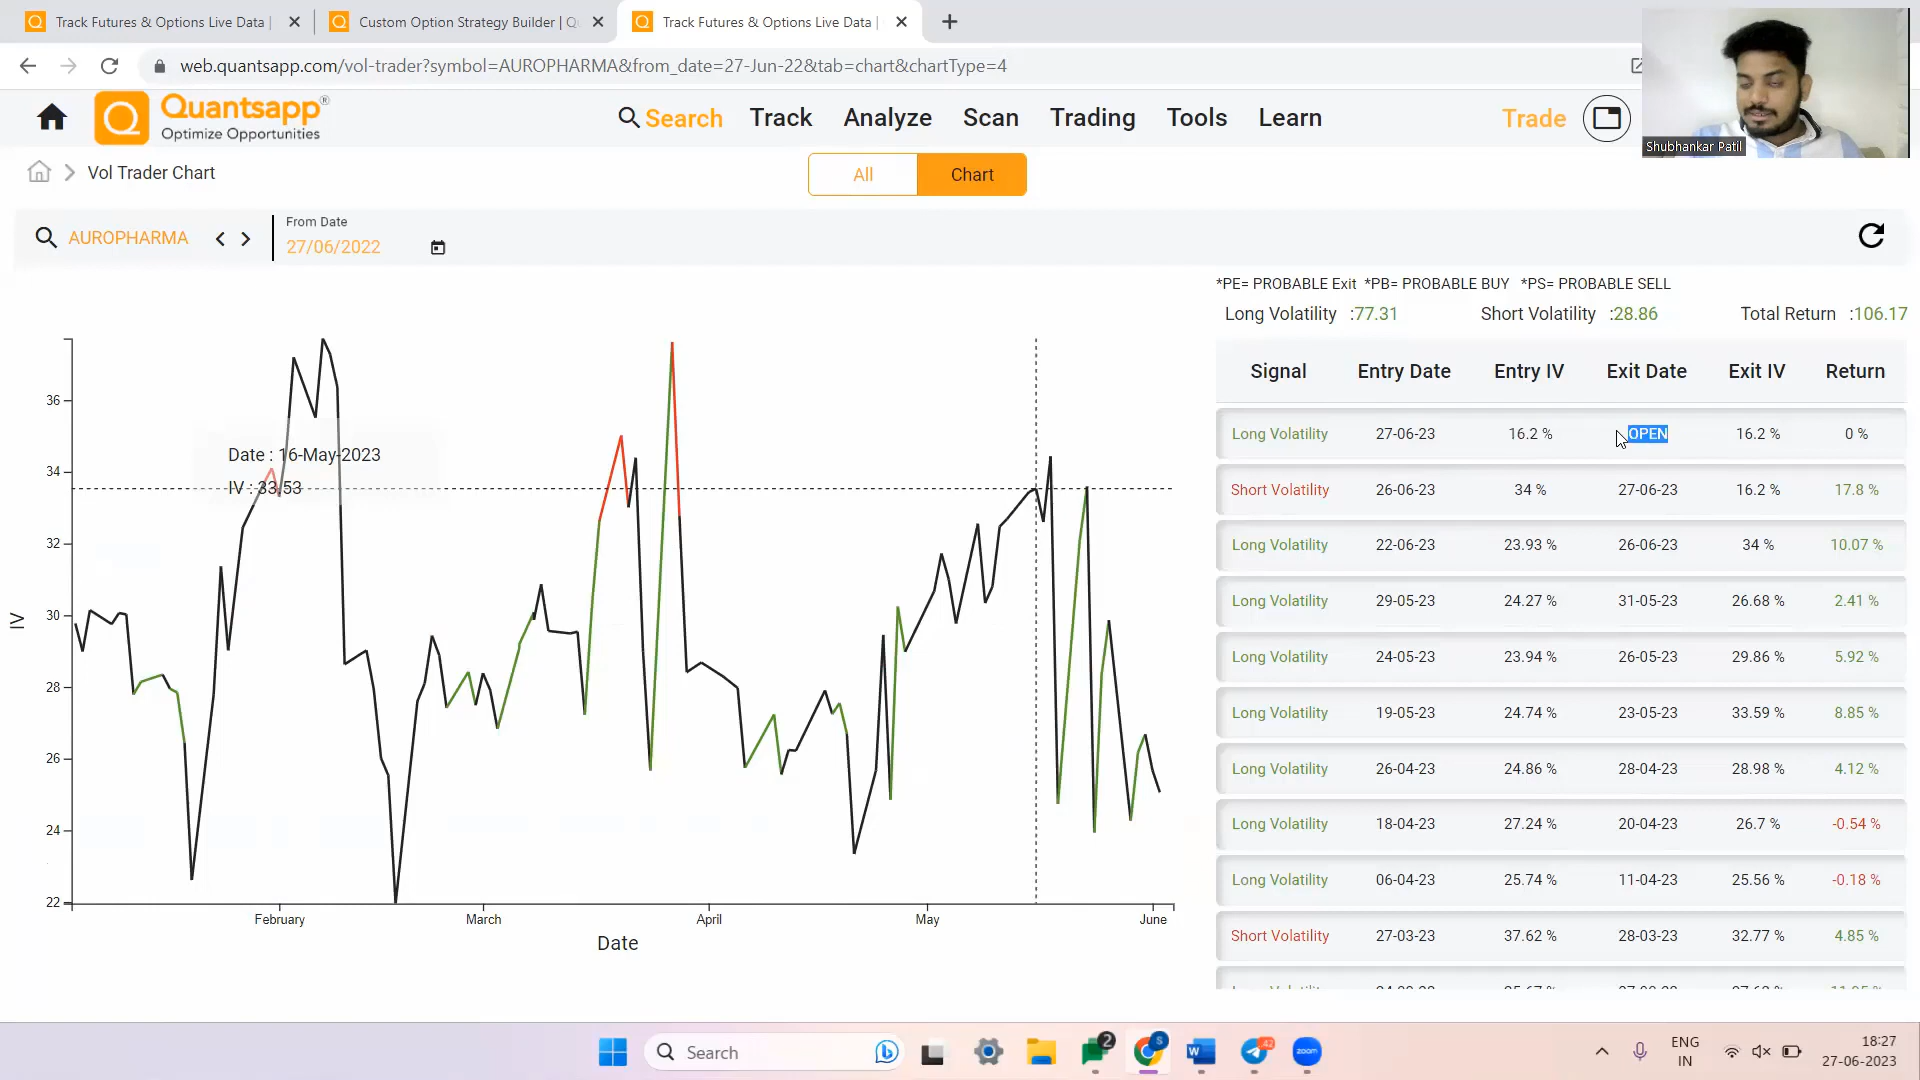 Track Futures & Options Live Data |
Custom Option Strategy Builder | Q
Track Futures & Options Live Data |
web.quantsapp.com/vol-trader?symbol=AUROPHARMA&from_date=27-Jun-22&tab=chart&chartType=4
Quantsapp®
Optimize Opportunities
Search Track Analyze Scan Trading Tools Learn Trade
Shubhankar Patil
Vol Trader Chart
All Chart
AUROPHARMA
From Date
27/06/2022
*PE= PROBABLE Exit *PB= PROBABLE BUY *PS= PROBABLE SELL
Long Volatility :77.31 Short Volatility :28.86 Total Return :106.17
Signal Entry Date Entry IV Exit Date Exit IV Return
Long Volatility 27-06-23 16.2 % OPEN 16.2 % 0 %
Short Volatility 26-06-23 34 % 27-06-23 16.2 % 17.8 %
Long Volatility 22-06-23 23.93 % 26-06-23 34 % 10.07 %
Long Volatility 29-05-23 24.27 % 31-05-23 26.68 % 2.41 %
Long Volatility 24-05-23 23.94 % 26-05-23 29.86 % 5.92 %
Long Volatility 19-05-23 24.74 % 23-05-23 33.59 % 8.85 %
Long Volatility 26-04-23 24.86 % 28-04-23 28.98 % 4.12 %
Long Volatility 18-04-23 27.24 % 20-04-23 26.7 % -0.54 %
Long Volatility 06-04-23 25.74 % 11-04-23 25.56 % -0.18 %
Short Volatility 27-03-23 37.62 % 28-03-23 32.77 % 4.85 %
Date : 16-May-2023
IV : 33.53
IV
36
34
32
30
28
26
24
22
February March April May June
Date
Search
2
S
W
42
zoom
ENG
IN
18:27
27-06-2023